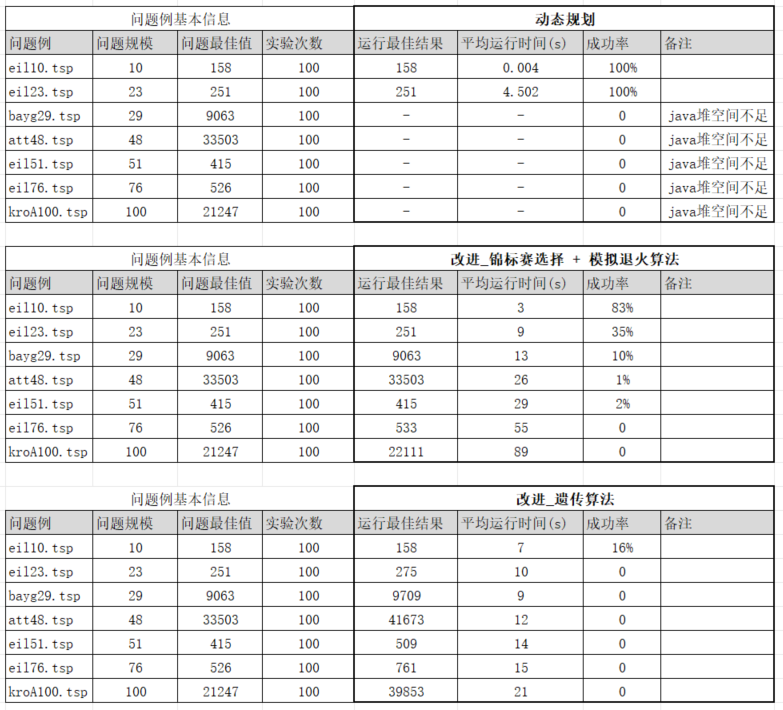 问题例基本信息 动态规划
问题例 问题规模 问题最佳值 实验次数 运行最佳结果 平均运行时间(s) 成功率 备注
eil10.tsp 10 158 100 158 0.004 100%
eil23.tsp 23 251 100 251 4.502 100%
bayg29.tsp 29 9063 100 - - 0 java堆空间不足
att48.tsp 48 33503 100 - - 0 java堆空间不足
eil51.tsp 51 415 100 - - 0 java堆空间不足
eil76.tsp 76 526 100 - - 0 java堆空间不足
kroA100.tsp 100 21247 100 - - 0 java堆空间不足
问题例基本信息 改进_锦标赛选择 + 模拟退火算法
问题例 问题规模 问题最佳值 实验次数 运行最佳结果 平均运行时间(s) 成功率 备注
eil10.tsp 10 158 100 158 3 83%
eil23.tsp 23 251 100 251 9 35%
bayg29.tsp 29 9063 100 9063 13 10%
att48.tsp 48 33503 100 33503 26 1%
eil51.tsp 51 415 100 415 29 2%
eil76.tsp 76 526 100 533 55 0
kroA100.tsp 100 21247 100 22111 89 0
问题例基本信息 改进_遗传算法
问题例 问题规模 问题最佳值 实验次数 运行最佳结果 平均运行时间(s) 成功率 备注
eil10.tsp 10 158 100 158 7 16%
eil23.tsp 23 251 100 275 10 0
bayg29.tsp 29 9063 100 9709 9 0
att48.tsp 48 33503 100 41673 12 0
eil51.tsp 51 415 100 509 14 0
eil76.tsp 76 526 100 761 15 0
kroA100.tsp 100 21247 100 39853 21 0